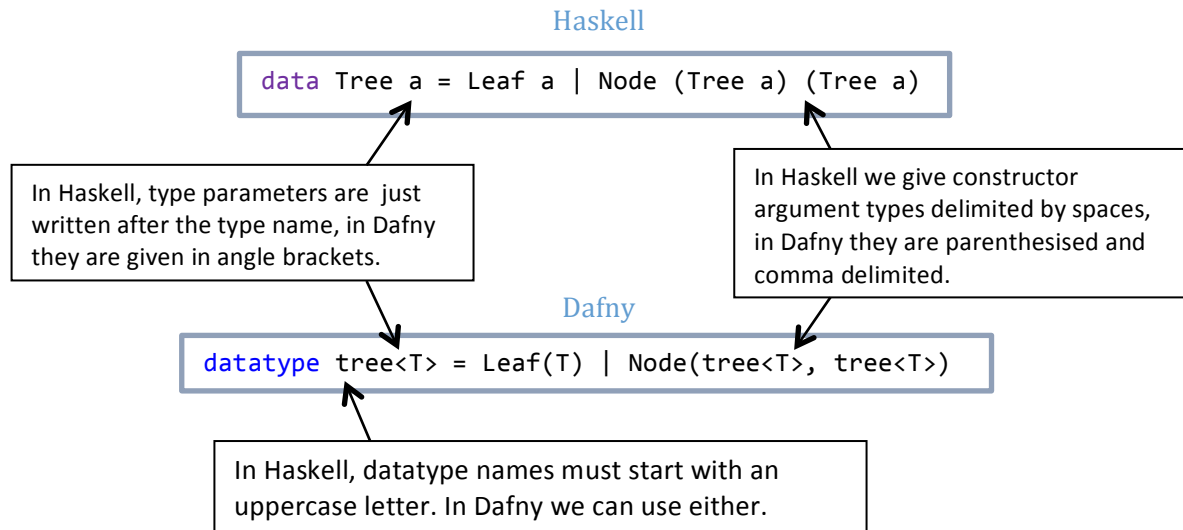 Haskell
data Tree a = Leaf a | Node (Tree a) (Tree a)
In Haskell, type parameters are just
written after the type name, in Dafny
they are given in angle brackets.
In Haskell we give constructor
argument types delimited by spaces,
in Dafny they are parenthesised and
comma delimited.
Dafny
datatype tree<T> = Leaf(T) | Node(tree<T>, tree<T>)
In Haskell, datatype names must start with an
uppercase letter. In Dafny we can use either.